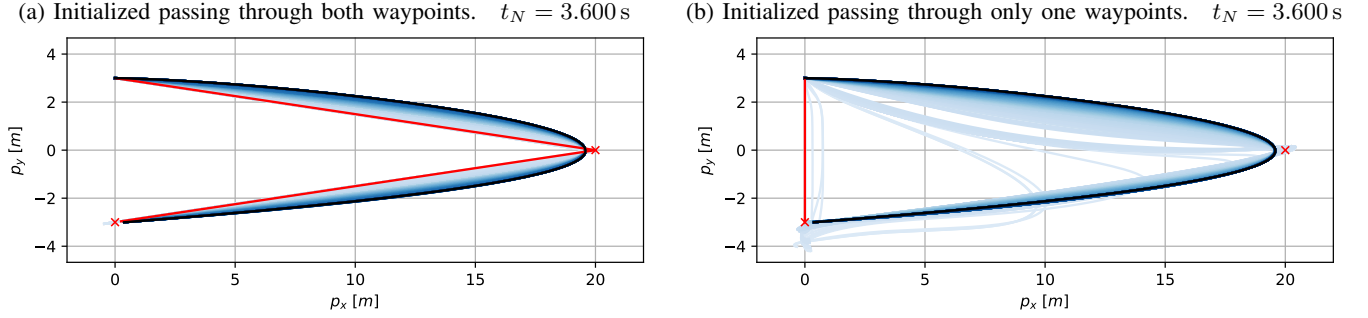 (a) Initialized passing through both waypoints. t_N = 3.600 s
4
2
0
−2
−4
p_y [m]
0 5 10 15 20
p_x [m]
(b) Initialized passing through only one waypoints. t_N = 3.600 s
4
2
0
−2
−4
p_y [m]
0 5 10 15 20
p_x [m]